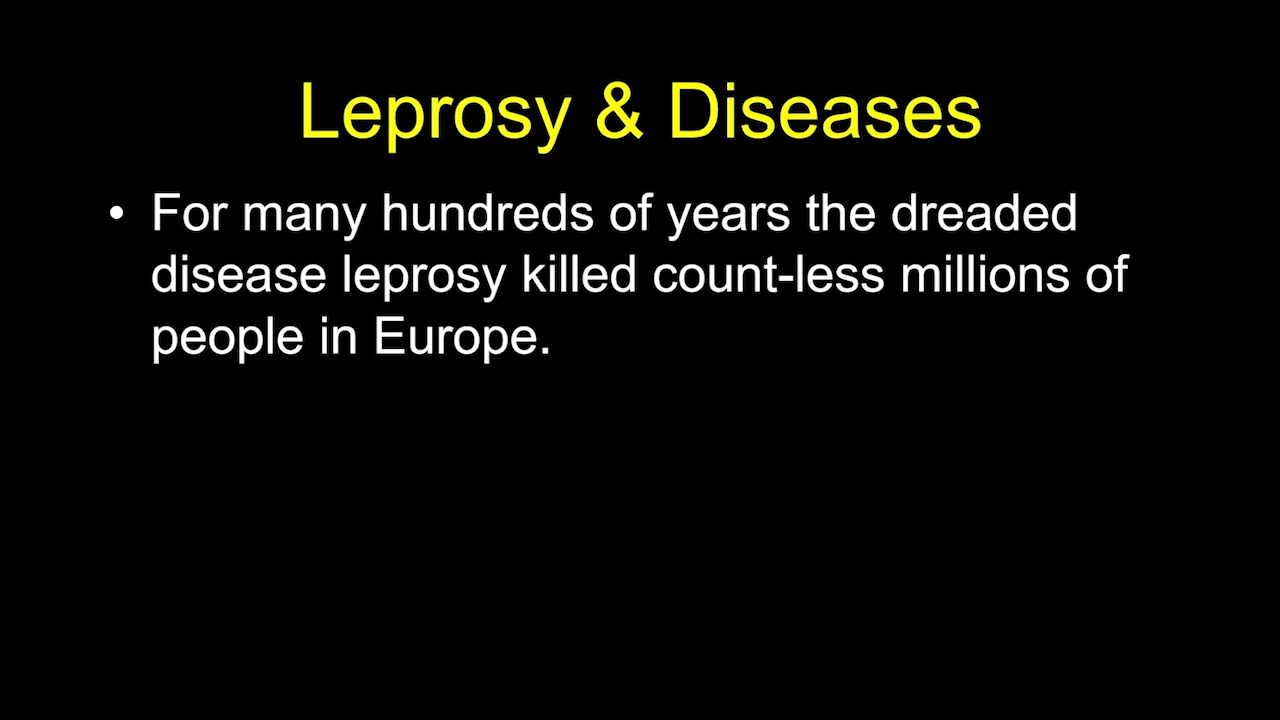 Leprosy & Diseases
• For many hundreds of years the dreaded
disease leprosy killed count-less millions of
people in Europe.